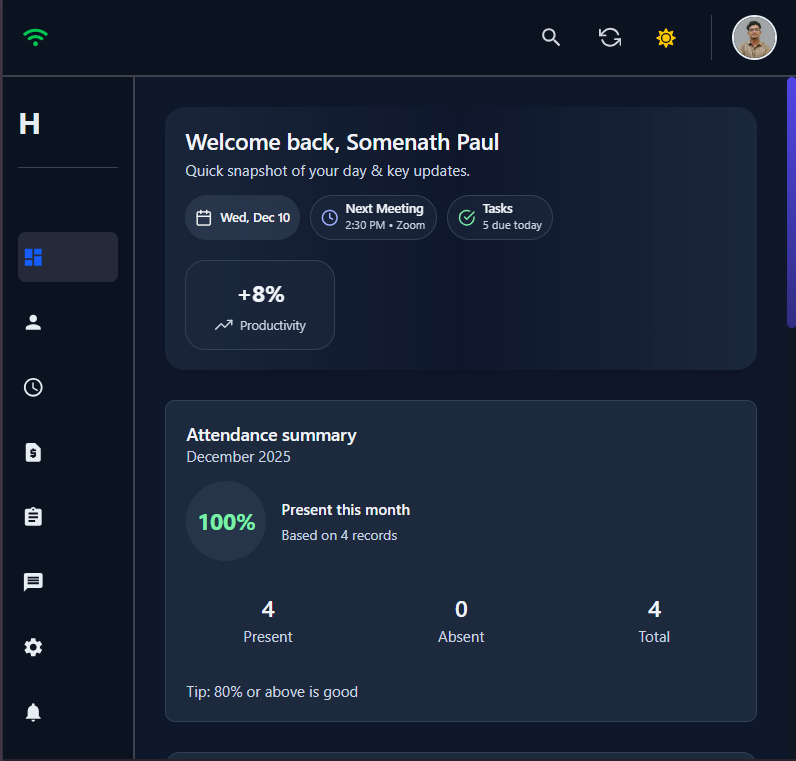 H
Welcome back, Somenath Paul
Quick snapshot of your day & key updates.
Wed, Dec 10
Next Meeting
2:30 PM • Zoom
Tasks
5 due today
+8%
Productivity
Attendance summary
December 2025
100%
Present this month
Based on 4 records
4
Present
0
Absent
4
Total
Tip: 80% or above is good